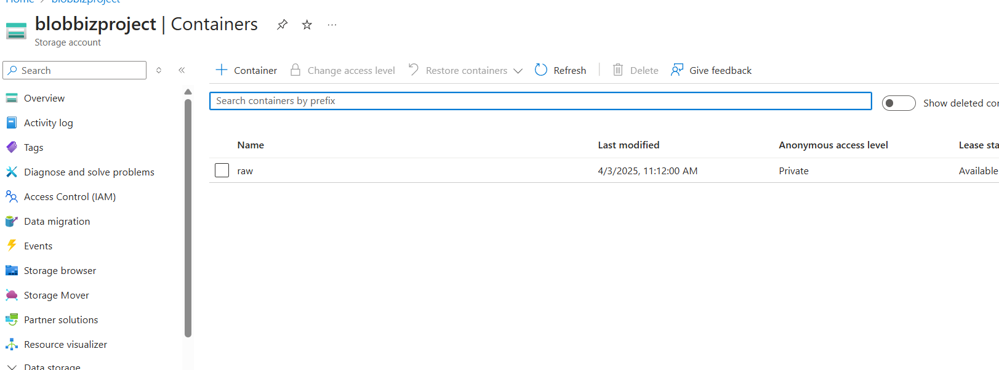 Home > blobbizproject
blobbizproject | Containers
...
Storage account
Search
Container
Change access level
Restore containers
Refresh
Delete
Give feedback
Overview
Activity log
Tags
Diagnose and solve problems
Access Control (IAM)
Data migration
Events
Storage browser
Storage Mover
Partner solutions
Resource visualizer
Data storage
Search containers by prefix
Show deleted con
Name Last modified Anonymous access level Lease sta
raw 4/3/2025, 11:12:00 AM Private Available